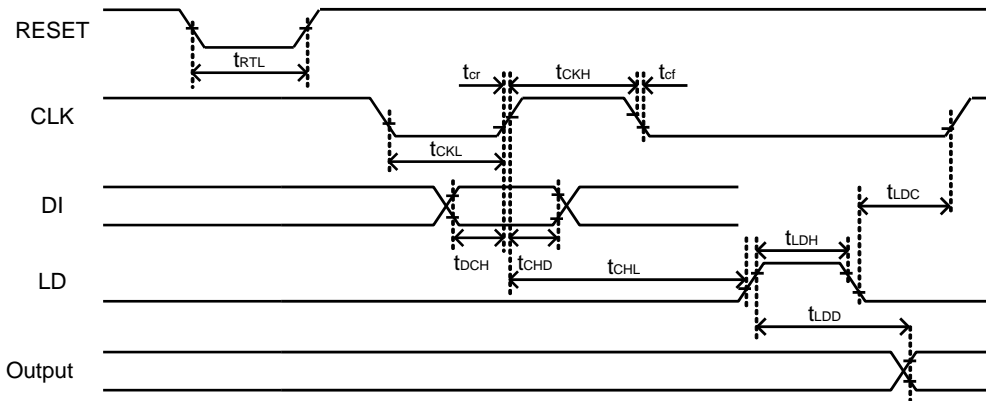 RESET
tRTL
tcr
tCKH
tcf
CLK
tCKL
DI
tLDC
tDCH
tCHD
tCHL
tLDH
LD
tLDD
Output